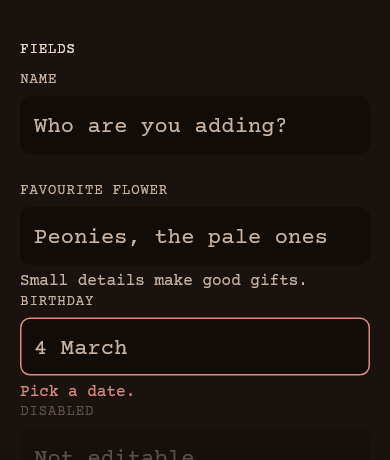 FIELDS
NAME
Who are you adding?
FAVOURITE FLOWER
Peonies, the pale ones
Small details make good gifts.
BIRTHDAY
4 March
Pick a date.
DISABLED
Not editable